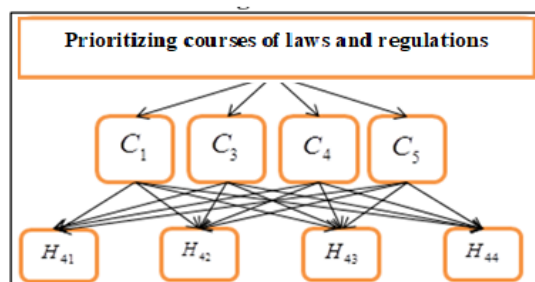 Prioritizing courses of laws and regulations
C₁ C₃ C₄ C₅
H₄₁ H₄₂ H₄₃ H₄₄